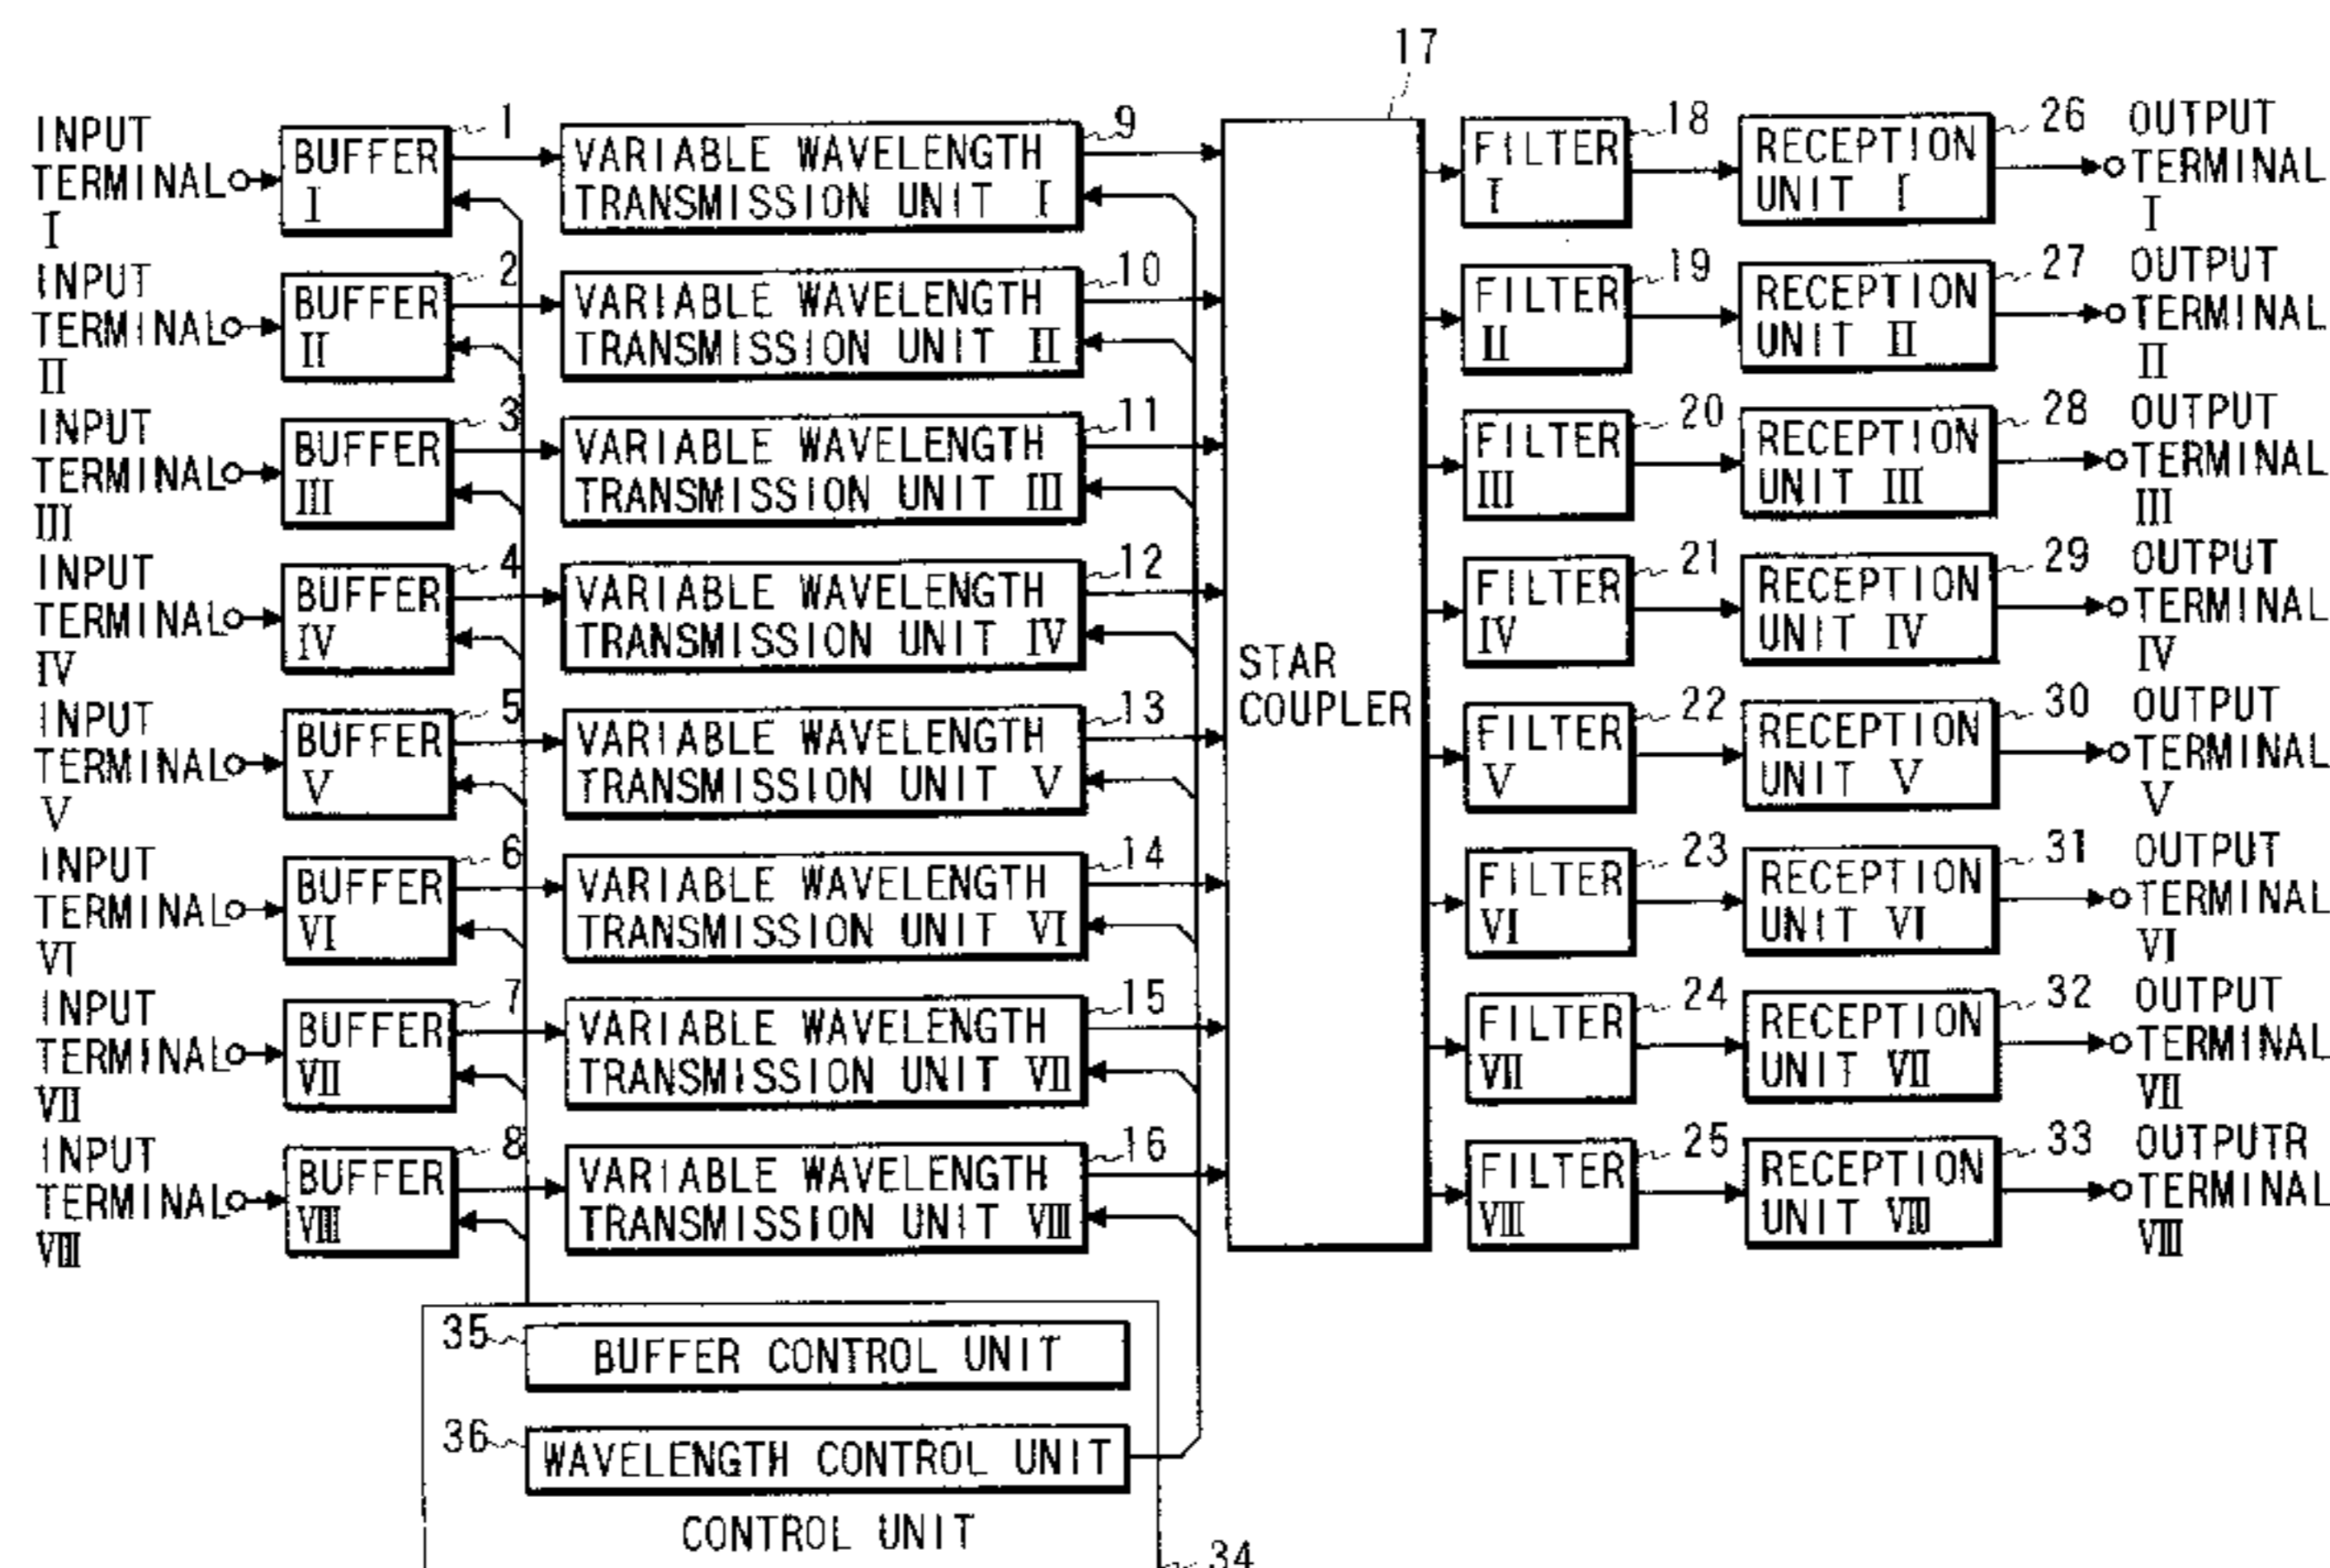 17
INPUT
TERMINAL
I
BUFFER
I
1
VARIABLE WAVELENGTH
TRANSMISSION UNIT I
9
FILTER
I
18
RECEPTION
UNIT I
26
OUTPUT
TERMINAL
I
INPUT
TERMINAL
II
BUFFER
II
2
VARIABLE WAVELENGTH
TRANSMISSION UNIT II
10
FILTER
II
19
RECEPTION
UNIT II
27
OUTPUT
TERMINAL
II
INPUT
TERMINAL
III
BUFFER
III
3
VARIABLE WAVELENGTH
TRANSMISSION UNIT III
11
FILTER
III
20
RECEPTION
UNIT III
28
OUTPUT
TERMINAL
III
INPUT
TERMINAL
IV
BUFFER
IV
4
VARIABLE WAVELENGTH
TRANSMISSION UNIT IV
12
STAR
COUPLER
FILTER
IV
21
RECEPTION
UNIT IV
29
OUTPUT
TERMINAL
IV
INPUT
TERMINAL
V
BUFFER
V
5
VARIABLE WAVELENGTH
TRANSMISSION UNIT V
13
FILTER
V
22
RECEPTION
UNIT V
30
OUTPUT
TERMINAL
V
INPUT
TERMINAL
VI
BUFFER
VI
6
VARIABLE WAVELENGTH
TRANSMISSION UNIT VI
14
FILTER
VI
23
RECEPTION
UNIT VI
31
OUTPUT
TERMINAL
VI
INPUT
TERMINAL
VII
BUFFER
VII
7
VARIABLE WAVELENGTH
TRANSMISSION UNIT VII
15
FILTER
VII
24
RECEPTION
UNIT VII
32
OUTPUT
TERMINAL
VII
INPUT
TERMINAL
VIII
BUFFER
VIII
8
VARIABLE WAVELENGTH
TRANSMISSION UNIT VIII
16
FILTER
VIII
25
RECEPTION
UNIT VIII
33
OUTPUTR
TERMINAL
VIII
35
BUFFER CONTROL UNIT
36
WAVELENGTH CONTROL UNIT
CONTROL UNIT
34